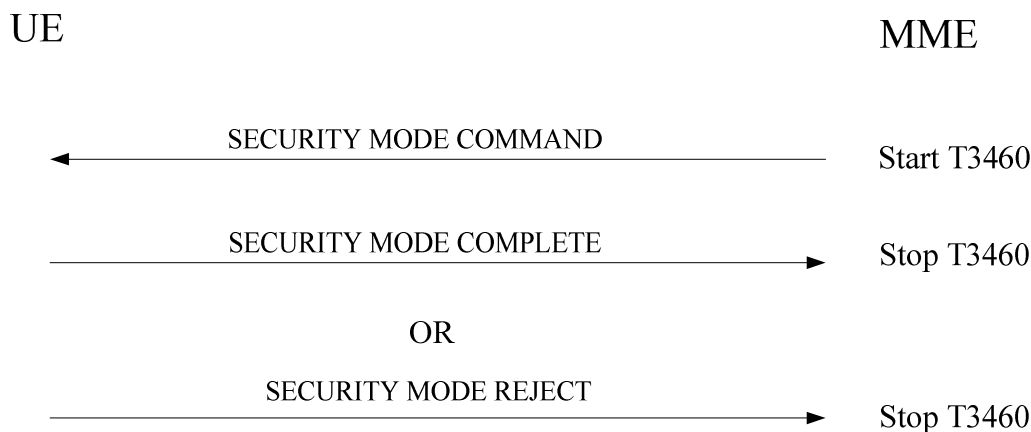 UE
MME
SECURITY MODE COMMAND
Start T3460
SECURITY MODE COMPLETE
Stop T3460
OR
SECURITY MODE REJECT
Stop T3460